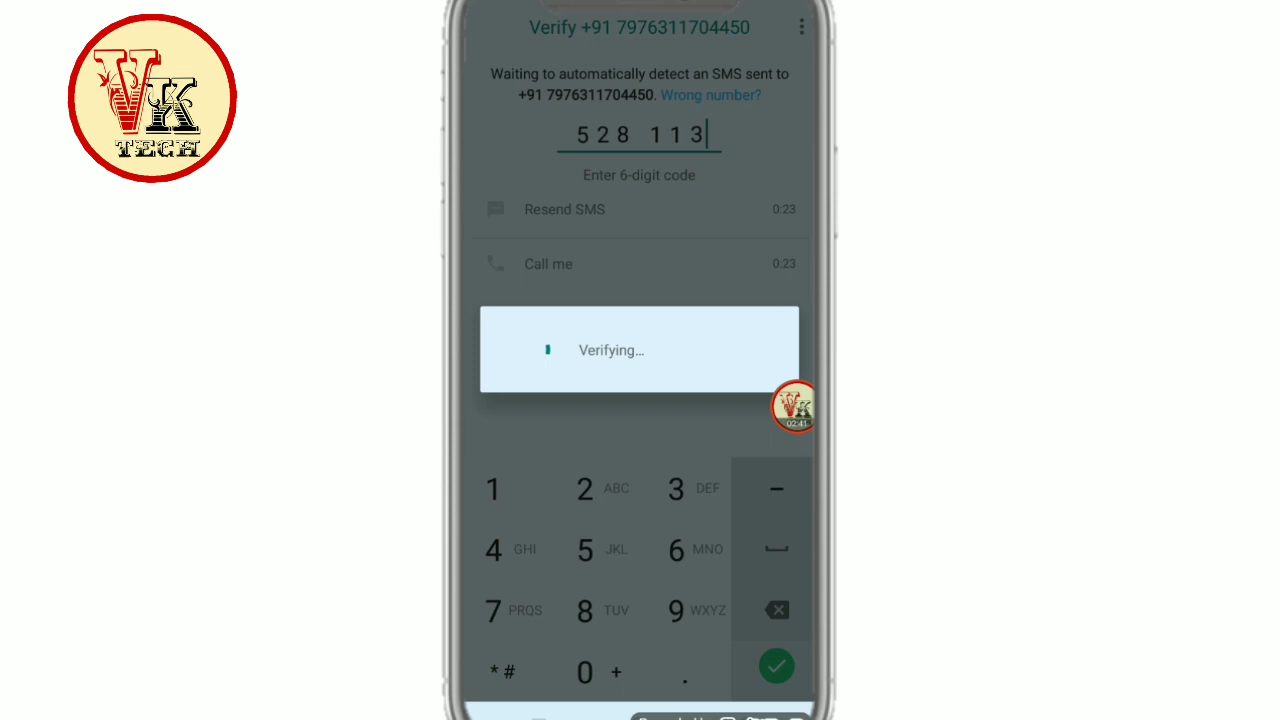 VK
TECH
Verify +91 7976311704450
Waiting to automatically detect an SMS sent to
+91 7976311704450. Wrong number?
528 113
Enter 6-digit code
Resend SMS 0:23
Call me 0:23
Verifying...
VK
02:41
1 2 ABC 3 DEF –
4 GHI 5 JKL 6 MNO
7 PRQS 8 TUV 9 WXYZ
* # 0 + .